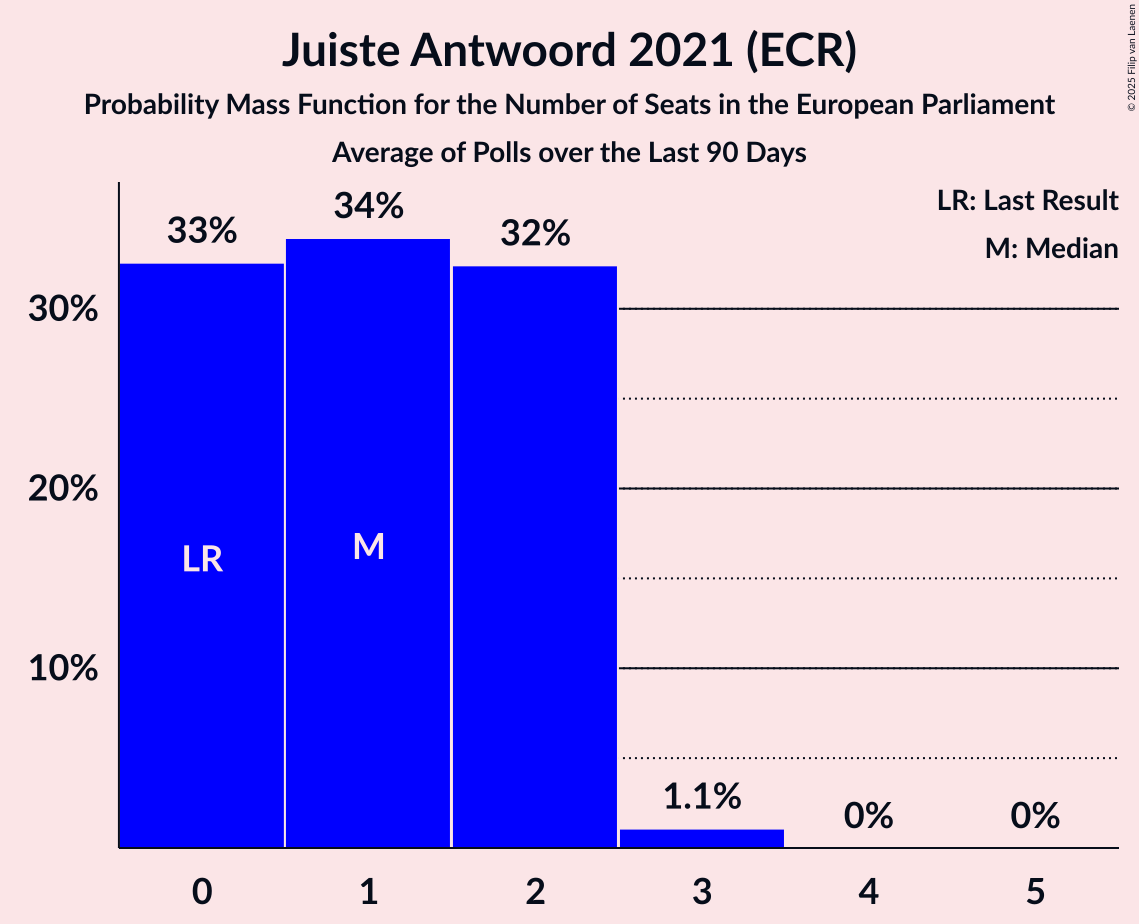 Juiste Antwoord 2021 (ECR)
Probability Mass Function for the Number of Seats in the European Parliament
Average of Polls over the Last 90 Days
© 2025 Filip van Laenen
LR: Last Result
M: Median
33%
34%
32%
1.1%
0%
0%
30%
20%
10%
LR
M
0
1
2
3
4
5